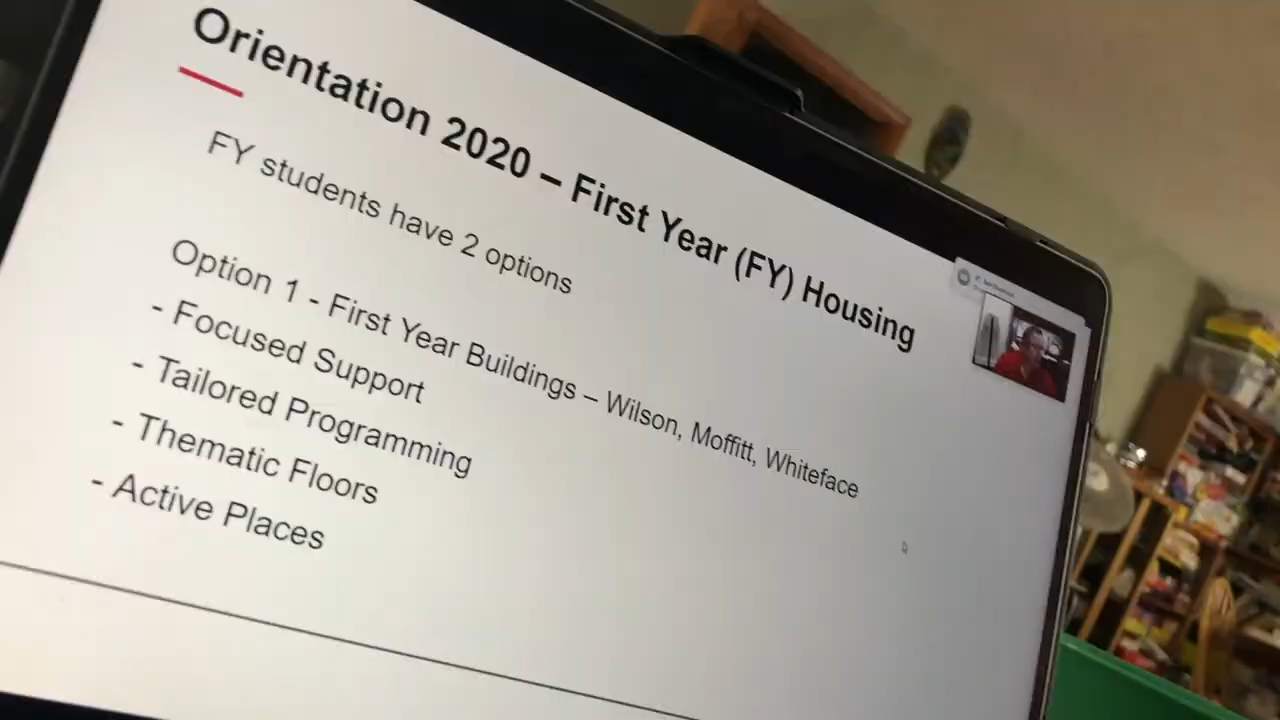 Orientation 2020 – First Year (FY) Housing
FY students have 2 options
Option 1 - First Year Buildings – Wilson, Moffitt, Whiteface
- Focused Support
- Tailored Programming
- Thematic Floors
- Active Places